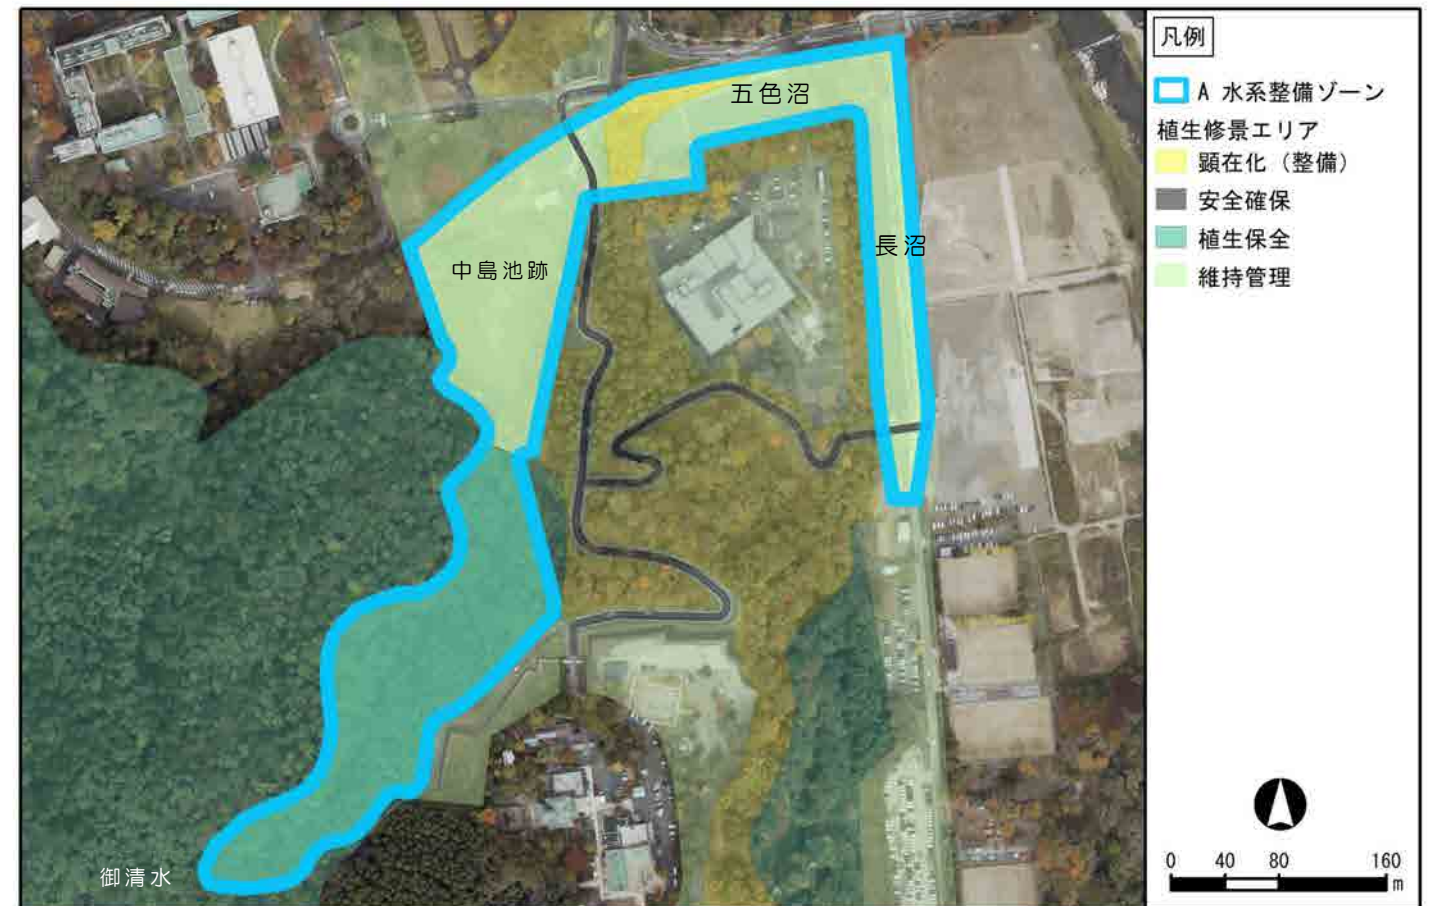 五色沼
長沼
中島池跡
御清水
凡例
A 水系整備ゾーン
植生修景エリア
顕在化（整備）
安全確保
植生保全
維持管理
0 40 80 160
m